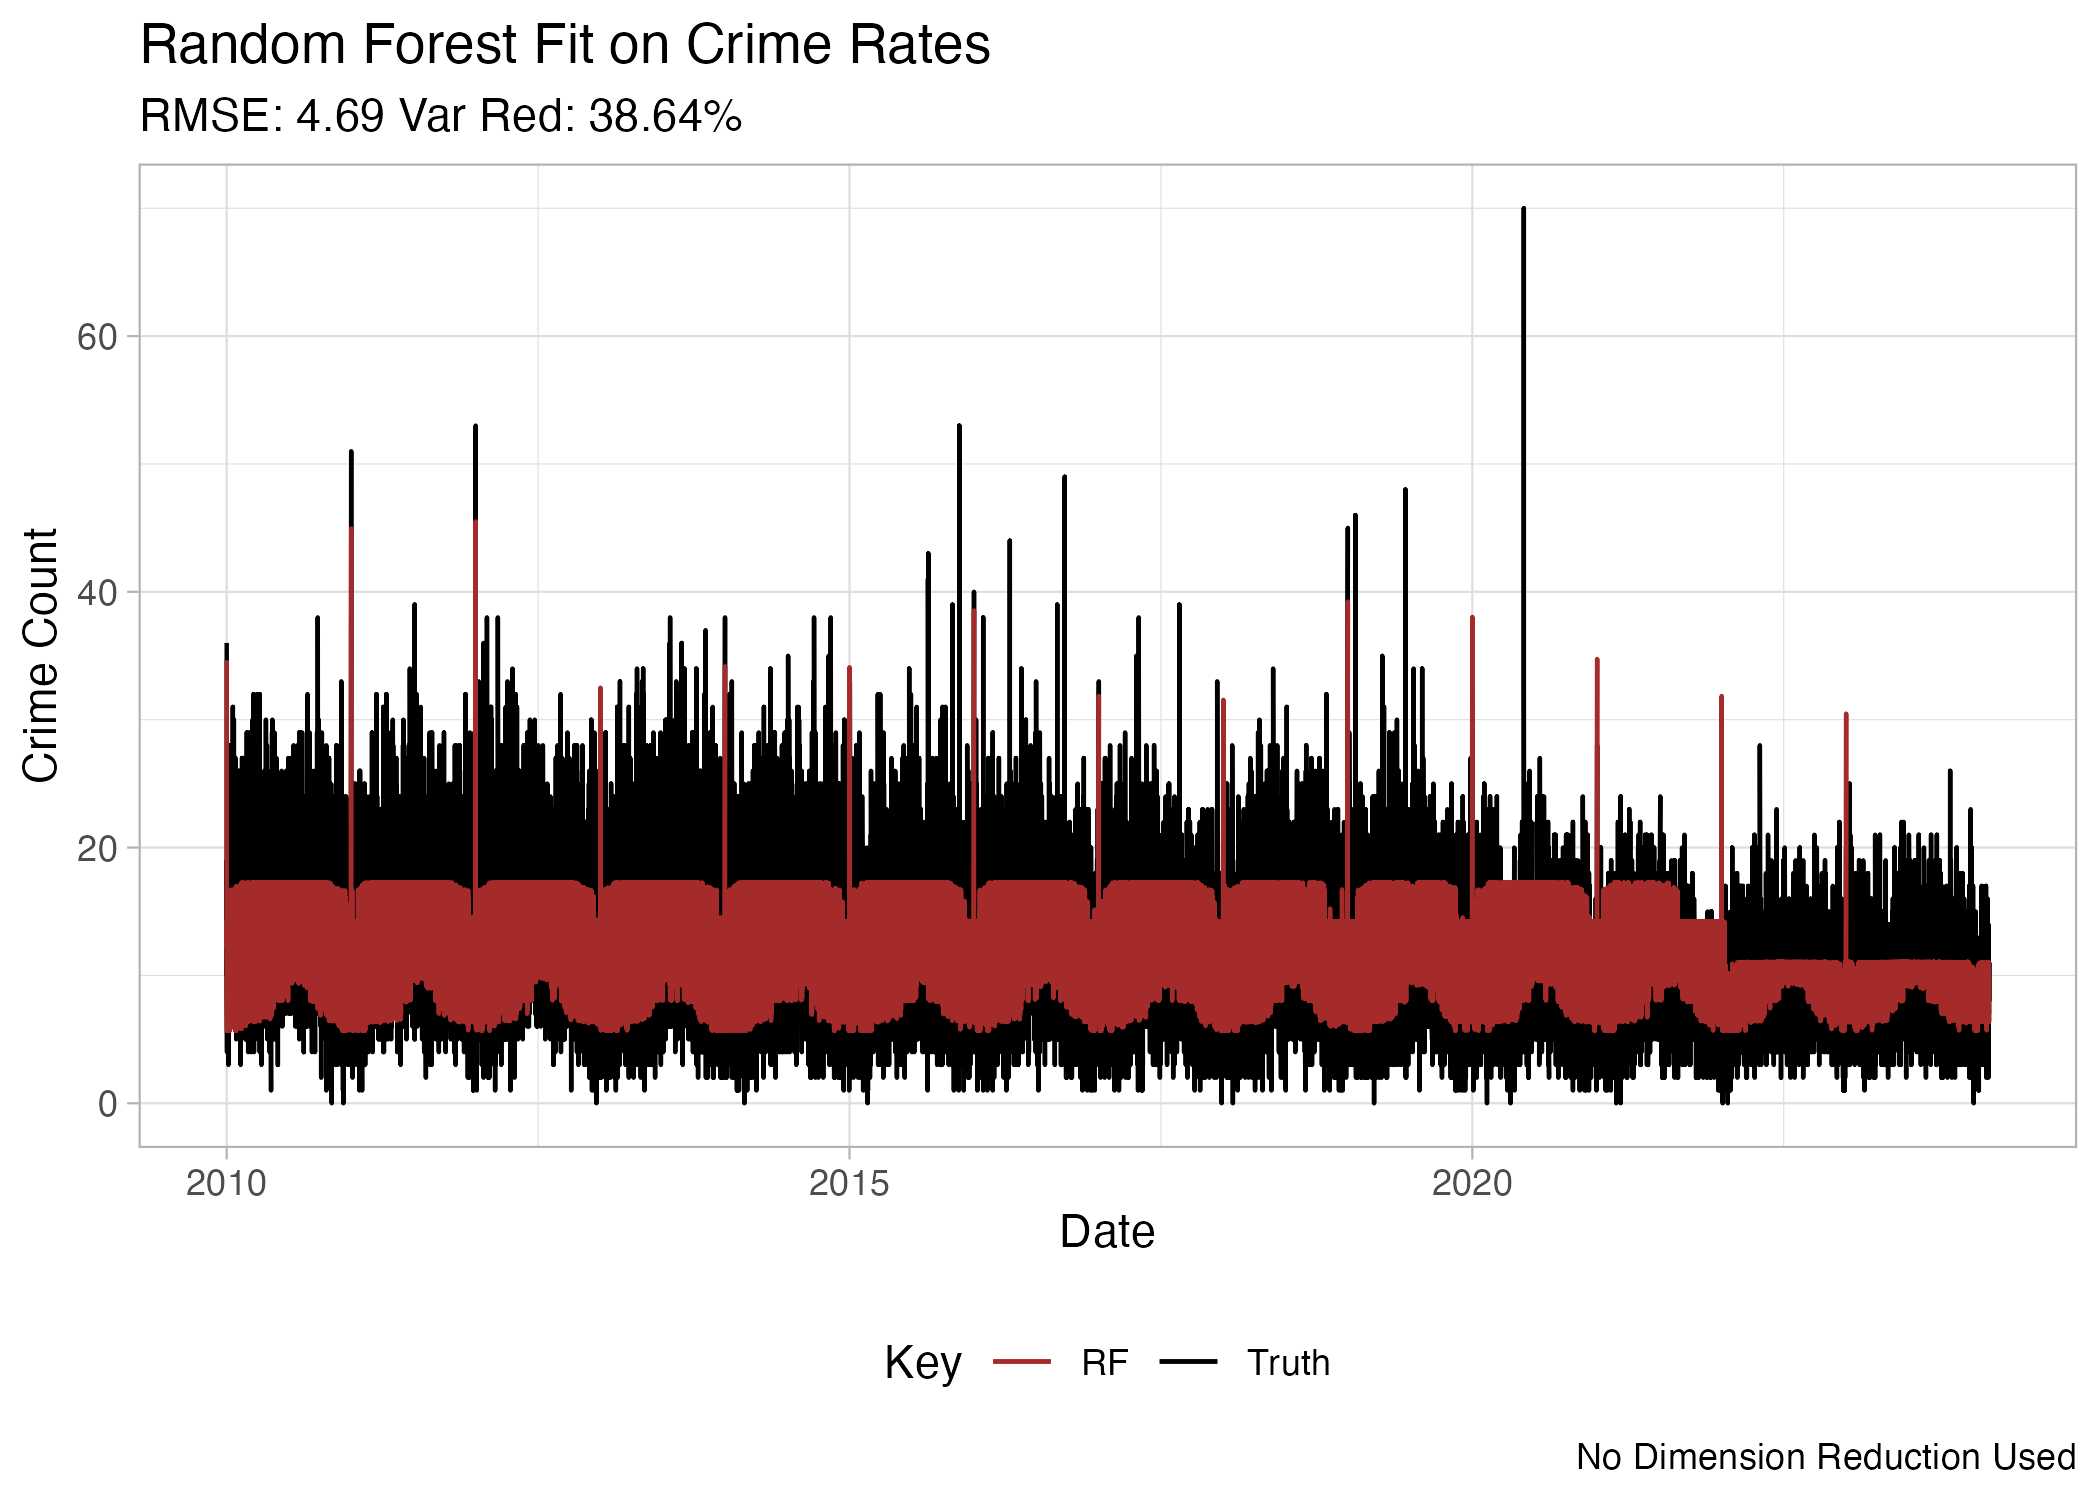 Random Forest Fit on Crime Rates
RMSE: 4.69 Var Red: 38.64%
60
40
20
0
Crime Count
2010 2015 2020
Date
Key RF Truth
No Dimension Reduction Used